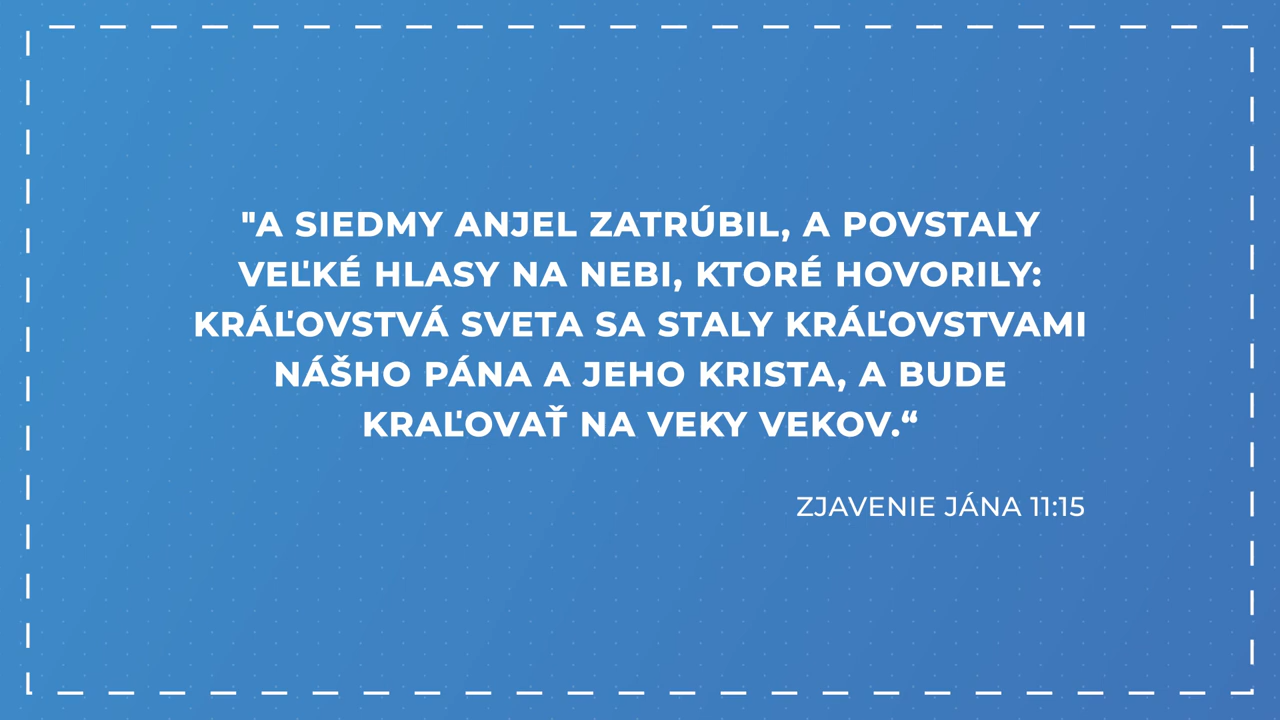 "A SIEDMY ANJEL ZATRÚBIL, A POVSTALY
VEĽKÉ HLASY NA NEBI, KTORÉ HOVORILY:
KRÁĽOVSTVÁ SVETA SA STALY KRÁĽOVSTVAMI
NÁŠHO PÁNA A JEHO KRISTA, A BUDE
KRAĽOVAŤ NA VEKY VEKOV.“
ZJAVENIE JÁNA 11:15